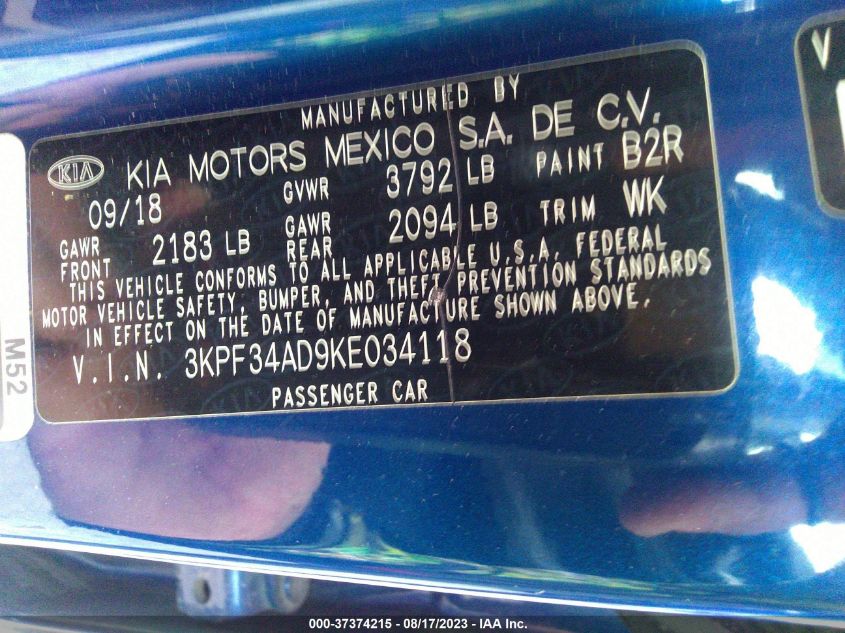 MANUFACTURED BY
KIA KIA MOTORS MEXICO S.A. DE C.V.
09/18 GVWR 3792 LB PAINT B2R
GAWR FRONT 2183 LB GAWR REAR 2094 LB TRIM WK
THIS VEHICLE CONFORMS TO ALL APPLICABLE U.S.A. FEDERAL
MOTOR VEHICLE SAFETY, BUMPER, AND THEFT PREVENTION STANDARDS
IN EFFECT ON THE DATE OF MANUFACTURE SHOWN ABOVE.
V.I.N. 3KPF34AD9KE034118
PASSENGER CAR
M52
V
000-37374215 - 08/17/2023 - IAA Inc.